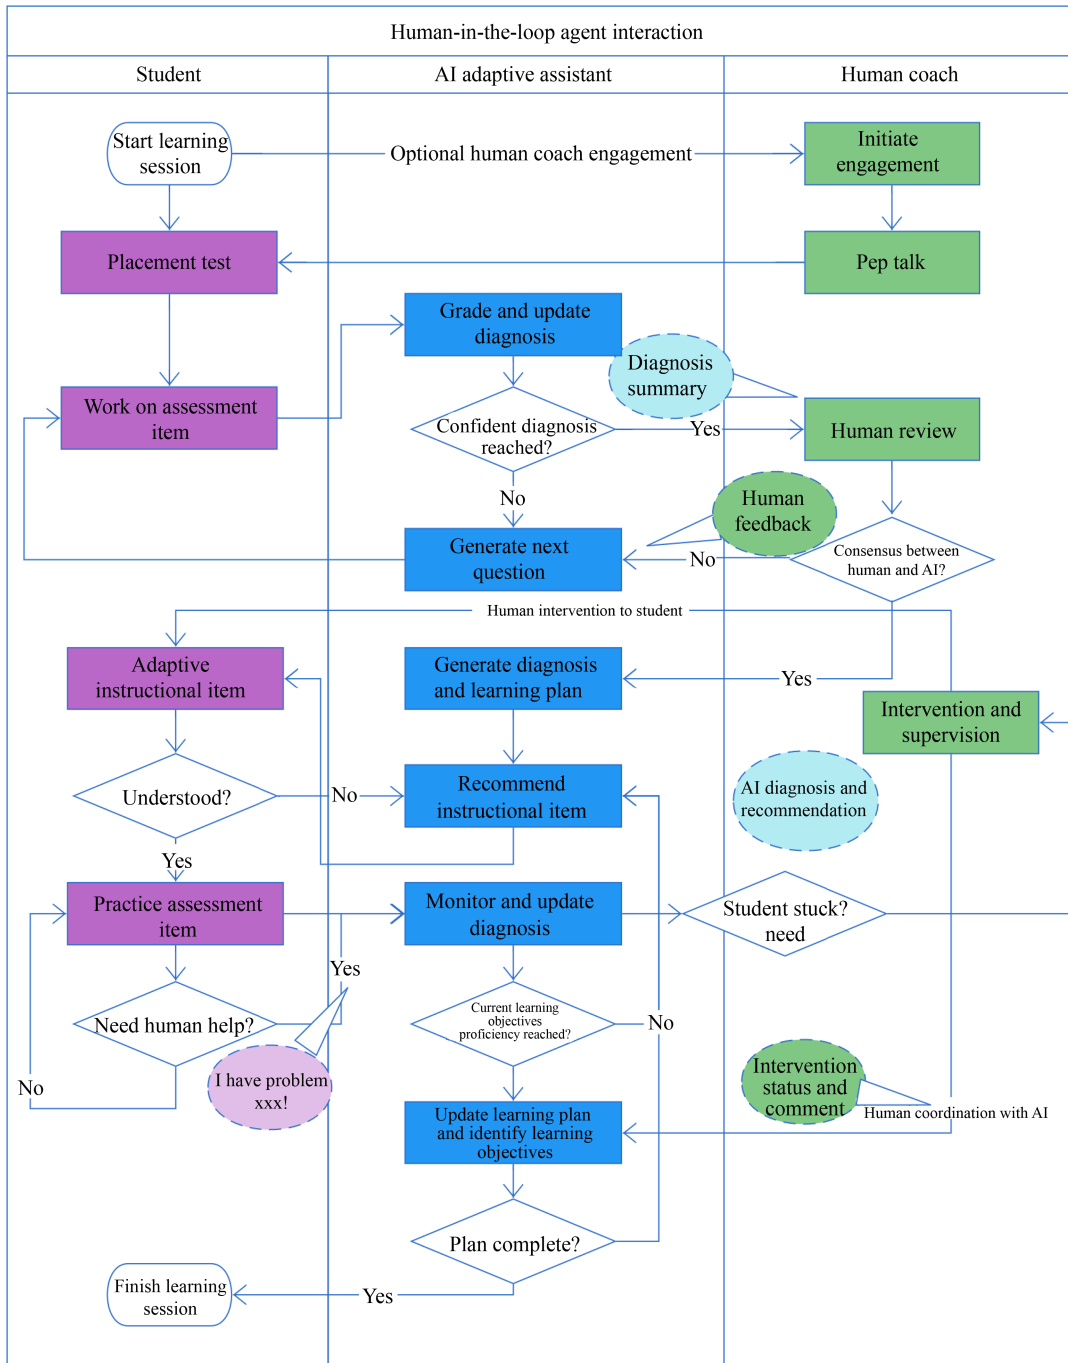 Human-in-the-loop agent interaction
Student
AI adaptive assistant
Human coach
Start learning
session
Optional human coach engagement
Initiate
engagement
Placement test
Pep talk
Grade and update
diagnosis
Diagnosis
summary
Work on assessment
item
Confident diagnosis
reached?
Yes
Human review
No
Human
feedback
Generate next
question
No
Consensus between
human and AI?
Human intervention to student
Adaptive
instructional item
Generate diagnosis
and learning plan
Yes
Intervention and
supervision
Understood?
No
Recommend
instructional item
AI diagnosis and
recommendation
Yes
Practice assessment
item
Monitor and update
diagnosis
Student stuck?
need
Yes
Need human help?
Current learning
objectives
proficiency reached?
No
No
I have problem
xxx!
Intervention
status and
comment
Human coordination with AI
Update learning plan
and identify learning
objectives
Plan complete?
Finish learning
session
Yes